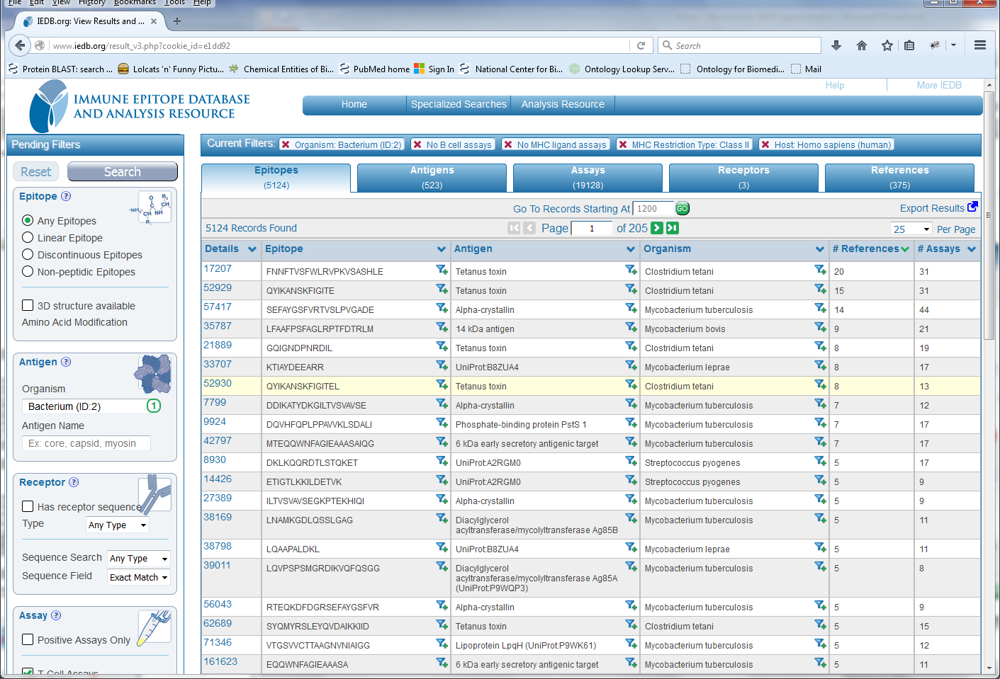 File Edit View History Bookmarks Tools Help
IEDB.org: View Results and ...
www.iedb.org/result_v3.php?cookie_id=e1dd92
Search
Protein BLAST: search ... Lolcats 'n' Funny Pictu... Chemical Entities of Bi... PubMed home Sign In National Center for Bi... Ontology Lookup Serv... Ontology for Biomedi... Mail
Help More IEDB
IMMUNE EPITOPE DATABASE
AND ANALYSIS RESOURCE
Home Specialized Searches Analysis Resource
Pending Filters
Reset Search
Epitope ?
Any Epitopes
Linear Epitope
Discontinuous Epitopes
Non-peptidic Epitopes
3D structure available
Amino Acid Modification
Antigen ?
Organism
Bacterium (ID:2) 1
Antigen Name
Ex: core, capsid, myosin
Receptor ?
Has receptor sequence
Type Any Type
Sequence Search Any Type
Sequence Field Exact Match
Assay ?
Positive Assays Only
T Cell Assays
Current Filters: Organism: Bacterium (ID:2) No B cell assays No MHC ligand assays MHC Restriction Type: Class II Host: Homo sapiens (human)
Epitopes Antigens Assays Receptors References
(5124) (523) (19128) (3) (375)
Go To Records Starting At 1200 GO Export Results
5124 Records Found Page 1 of 205 25 Per Page
Details Epitope Antigen Organism # References # Assays
17207 FNNFTVSFWLRVPKVSASHLE Tetanus toxin Clostridium tetani 20 31
52929 QYIKANSKFIGITE Tetanus toxin Clostridium tetani 15 31
57417 SEFAYGSFVRTVSLPVGADE Alpha-crystallin Mycobacterium tuberculosis 14 44
35787 LFAAFPSFAGLRPTFDTRLM 14 kDa antigen Mycobacterium bovis 9 21
21889 GQIGNDPNRDIL Tetanus toxin Clostridium tetani 8 19
33707 KTIAYDEEARR UniProt:B8ZUA4 Mycobacterium leprae 8 17
52930 QYIKANSKFIGITEL Tetanus toxin Clostridium tetani 8 13
7799 DDIKATYDKGILTVSVAVSE Alpha-crystallin Mycobacterium tuberculosis 7 12
9924 DQVHFQPLPPAVVKLSDALI Phosphate-binding protein PstS 1 Mycobacterium tuberculosis 7 17
42797 MTEQQWNFAGIEAAASAIQG 6 kDa early secretory antigenic target Mycobacterium tuberculosis 7 17
8930 DKLKQQRDTLSTQKET UniProt:A2RGM0 Streptococcus pyogenes 5 17
14426 ETIGTLKKILDETVK UniProt:A2RGM0 Streptococcus pyogenes 5 9
27389 ILTVSVAVSEGKPTEKHIQI Alpha-crystallin Mycobacterium tuberculosis 5 9
38169 LNAMKGDLQSSLGAG Diacylglycerol Mycobacterium tuberculosis 5 11
acyltransferase/mycolyltransferase Ag85B
38798 LQAAPALDKL UniProt:B8ZUA4 Mycobacterium leprae 5 11
39011 LQVPSPSMGRDIKVQFQSGG Diacylglycerol Mycobacterium tuberculosis 5 8
acyltransferase/mycolyltransferase Ag85A
(UniProt:P9WQP3)
56043 RTEQKDFDGRSEFAYGSFVR Alpha-crystallin Mycobacterium tuberculosis 5 9
62689 SYQMYRSLEYQVDAIKKIID Tetanus toxin Clostridium tetani 5 15
71346 VTGSVVCTTAAGNVNIAIGG Lipoprotein LpqH (UniProt:P9WK61) Mycobacterium tuberculosis 5 12
161623 EQQWNFAGIEAAASA 6 kDa early secretory antigenic target Mycobacterium tuberculosis 5 11